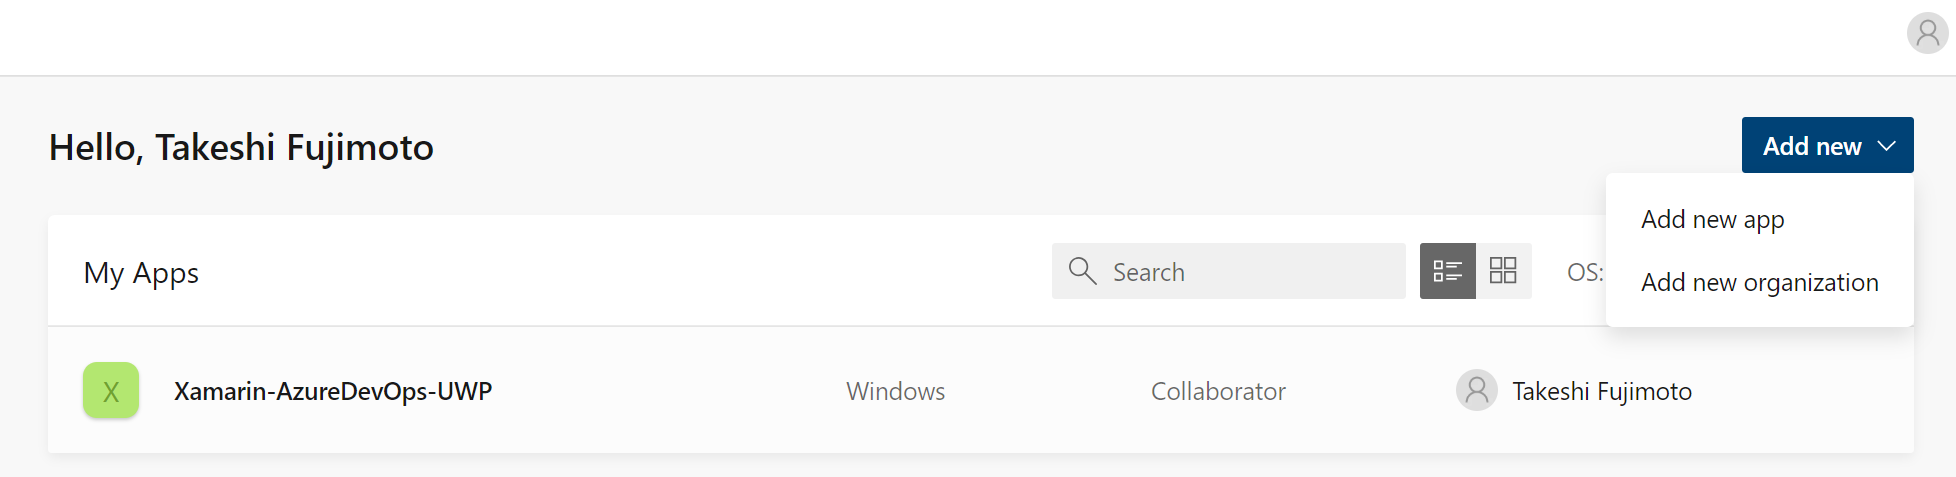 Hello, Takeshi Fujimoto
Add new
Add new app
Add new organization
My Apps
Search
OS:
X
Xamarin-AzureDevOps-UWP
Windows
Collaborator
Takeshi Fujimoto